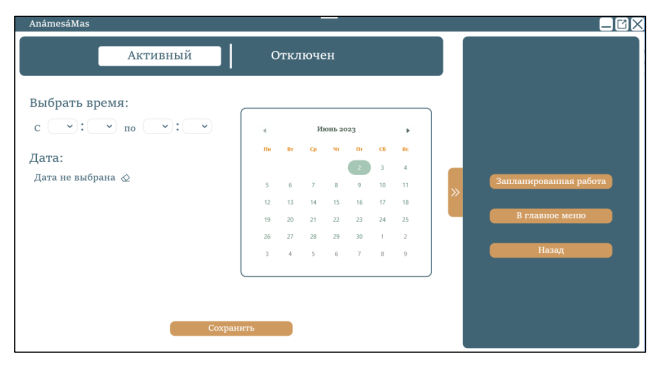 AnámesáMas
Активный Отключен
Выбрать время:
С : по :
Дата:
Дата не выбрана
Июнь 2023
Пн Вт Ср Чт Пт Сб Вс
2 3 4
5 6 7 8 9 10 11
12 13 14 15 16 17 18
19 20 21 22 23 24 25
26 27 28 29 30 1 2
3 4 5 6 7 8 9
Сохранить
Запланированная работа
В главное меню
Назад